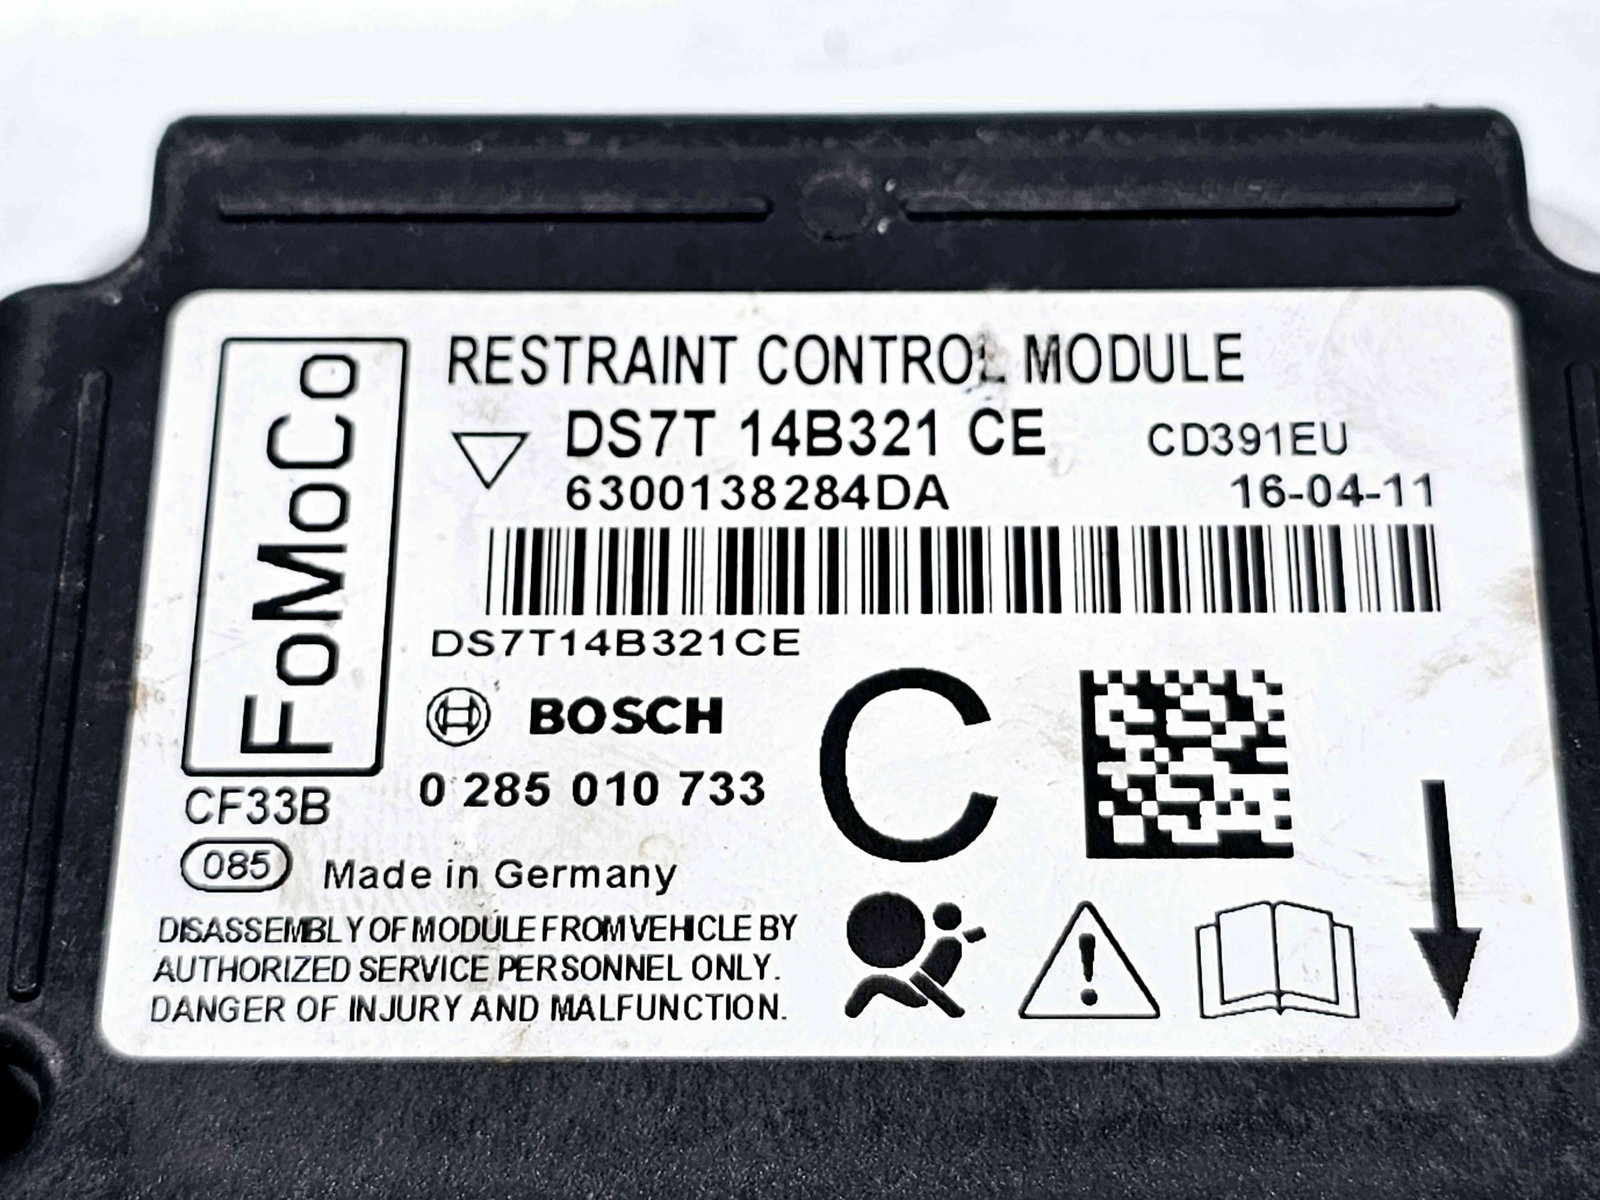 RESTRAINT CONTROL MODULE
FoMoCo
DS7T 14B321 CE CD391EU
6300138284DA 16-04-11
DS7T14B321CE
BOSCH
C
0 285 010 733
CF33B
085 Made in Germany
DISASSEMBLY OF MODULE FROM VEHICLE BY
AUTHORIZED SERVICE PERSONNEL ONLY.
DANGER OF INJURY AND MALFUNCTION.